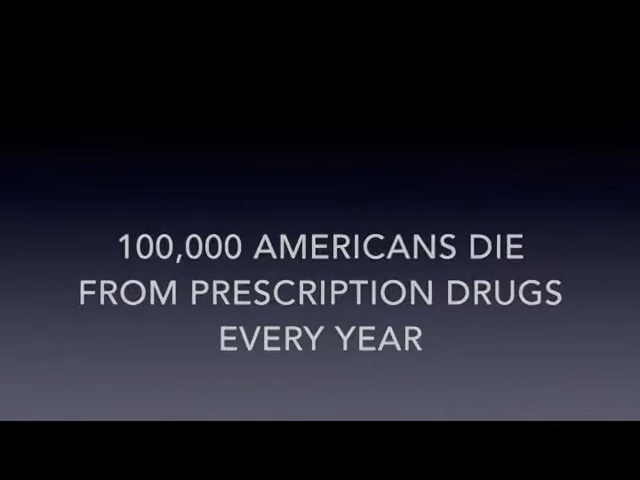 100,000 AMERICANS DIE
FROM PRESCRIPTION DRUGS
EVERY YEAR